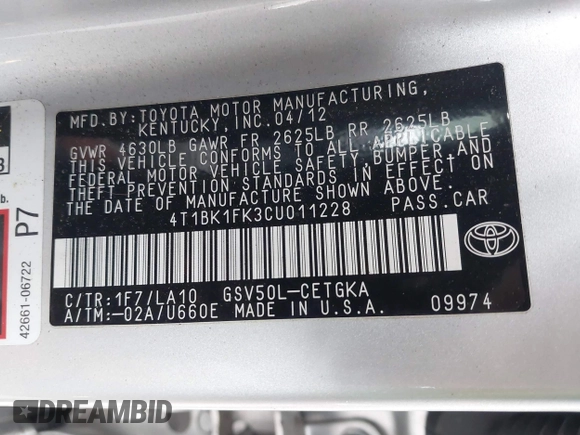 MFD. BY: TOYOTA MOTOR MANUFACTURING,
KENTUCKY, INC. 04/12
GVWR 4630LB GAWR FR 2625LB RR 2625LB
THIS VEHICLE CONFORMS TO ALL APPLICABLE
FEDERAL MOTOR VEHICLE SAFETY, BUMPER AND
THEFT PREVENTION STANDARDS IN EFFECT ON
THE DATE OF MANUFACTURE SHOWN ABOVE.
4T1BK1FK3CU011228 PASS.CAR
C/TR:1F7/LA10 GSV50L-CETGKA
A/TM:-02A/U660E MADE IN U.S.A. 09974
b.
P7
42661-06722
DREAMBID